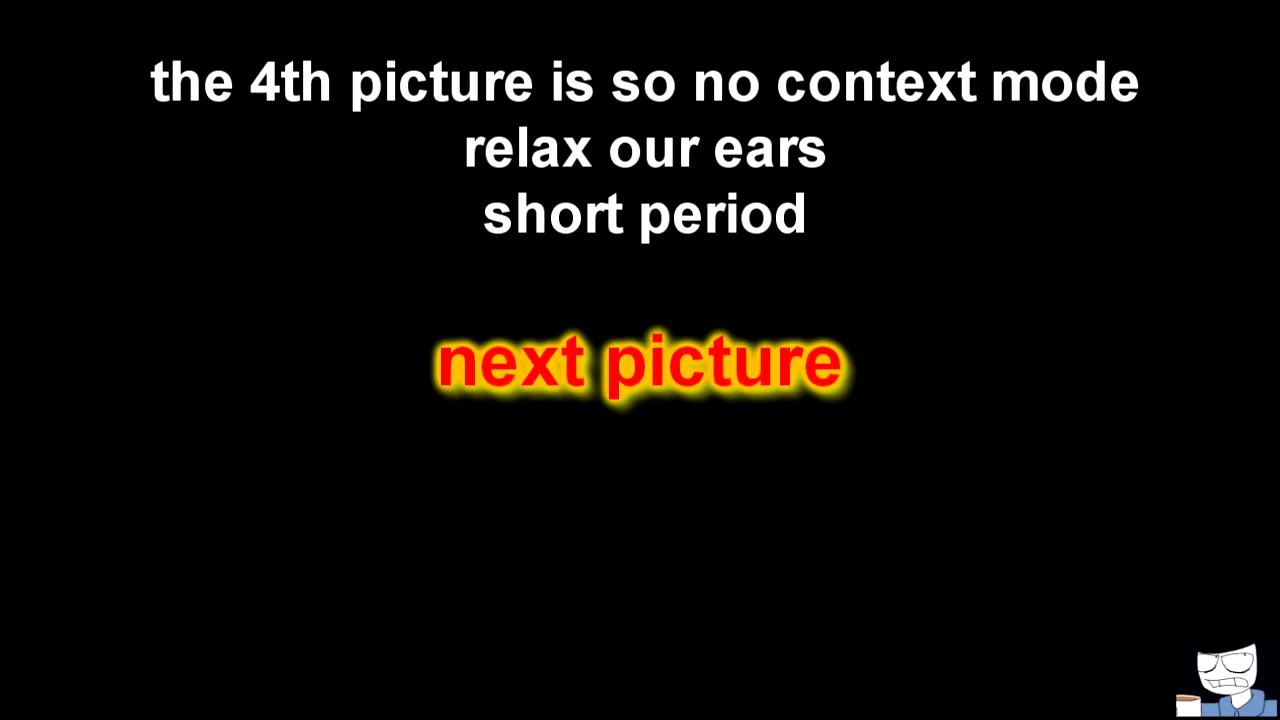 the 4th picture is so no context mode
relax our ears
short period
next picture